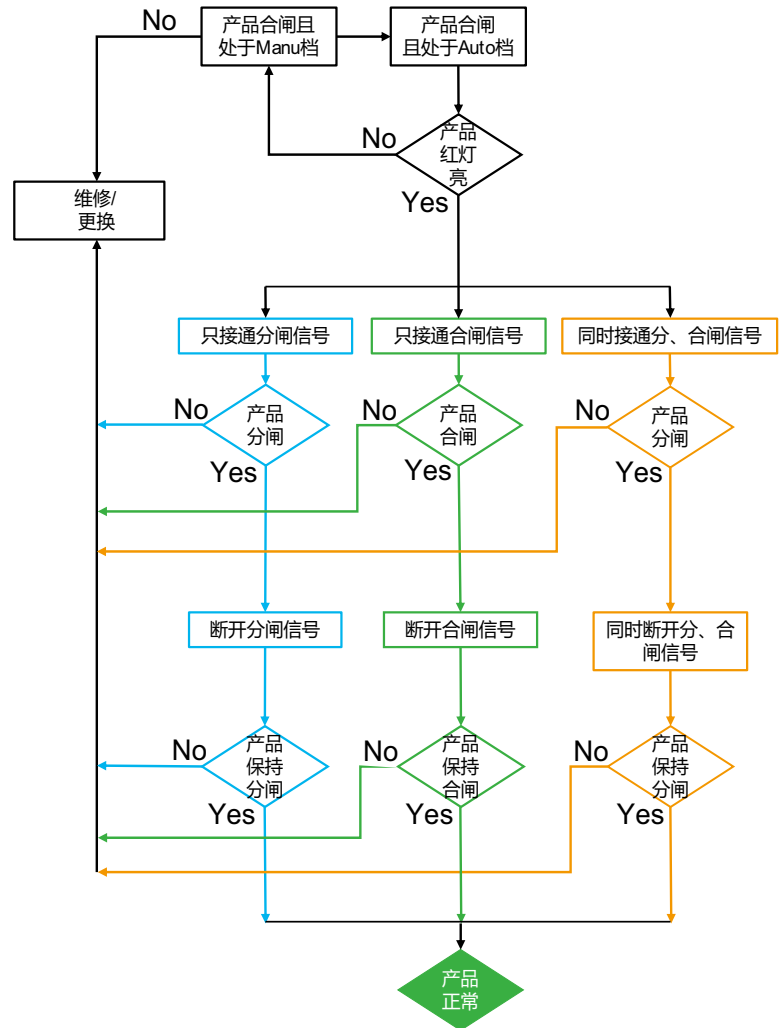 No
产品合闸且
处于Manu档
产品合闸
且处于Auto档
No
产品
红灯
亮
Yes
维修/
更换
只接通分闸信号
只接通合闸信号
同时接通分、合闸信号
No
产品
分闸
Yes
No
产品
合闸
Yes
No
产品
分闸
Yes
断开分闸信号
断开合闸信号
同时断开分、合
闸信号
No
产品
保持
分闸
Yes
No
产品
保持
合闸
Yes
No
产品
保持
分闸
Yes
产品
正常